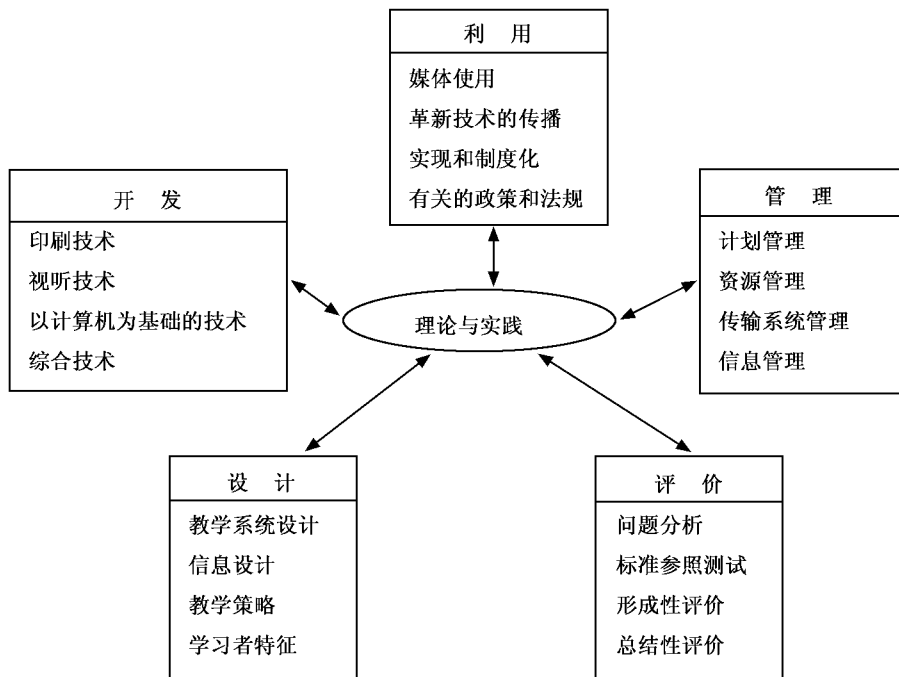 利 用
媒体使用
革新技术的传播
实现和制度化
有关的政策和法规
开 发
印刷技术
视听技术
以计算机为基础的技术
综合技术
管 理
计划管理
资源管理
传输系统管理
信息管理
理论与实践
设 计
教学系统设计
信息设计
教学策略
学习者特征
评 价
问题分析
标准参照测试
形成性评价
总结性评价